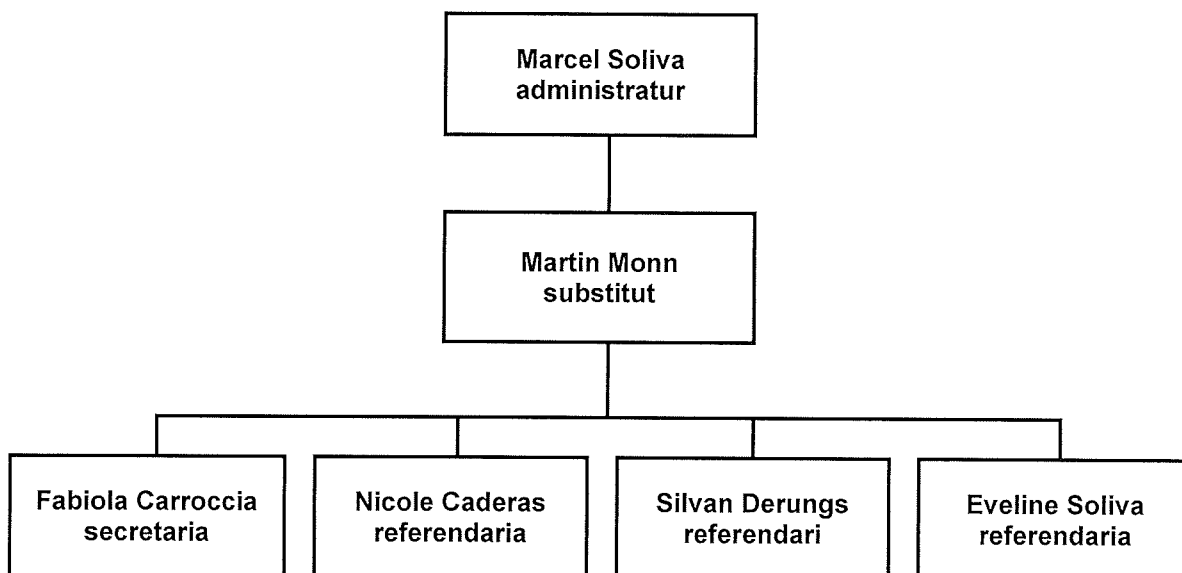 Marcel Soliva
administratur
Martin Monn
substitut
Fabiola Carroccia
secretaria
Nicole Caderas
referendaria
Silvan Derungs
referendari
Eveline Soliva
referendaria